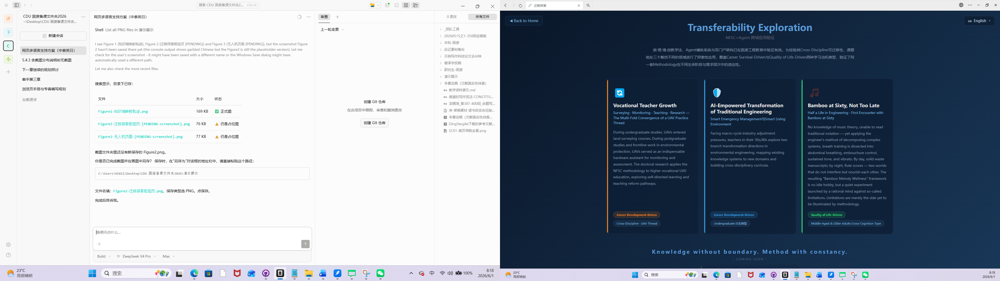 搜索 CDU 固废备课文件夹2... Ctrl+K
评
下
C
小
CDU 固废备课文件夹2026
~\Desktop\CDU 固废备课文件夹...
新建会话
网页多语言支持方案（中泰英日）
5.4.3 含截图分布说明却无截图
下一章继续的规划探讨
着手第三章
浏览页手册与专著编写规划
加载更多
网页多语言支持方案（中泰英日）
Shell List all PNG files in 演示展示
I see Figure 1 (知识域映射轨迹), Figure 2 (迁移探索枢纽页 [PENDING]) and Figure 3 (无人机页面 [PENDING]), but the screenshot Figure
2 hasn't been saved there yet (the console output shows garbled Chinese but the Figure2 is still the placeholder version). Let me
check for the user's screenshot - it might have been saved with a different name or the Windows Save dialog might have
automatically used a different path.
Let me also check the most recent files.
搜索显示，目录下已存：
文件 大小 状态
Figure1-知识域映射轨迹.png 169 KB 正式图
Figure2-迁移探索枢纽页-[PENDING-screenshot].png 76 KB 仍是占位图
Figure3-无人机页面-[PENDING-screenshot].png 77 KB 仍是占位图
截图文件夹里还没有新保存的 Figure2.png。
你是否已完成截图并在画图中另存？ 保存时，在"另存为"对话框的地址栏中，请直接粘贴这个路径：
C:\Users\H1811\Desktop\CDU 固废备课文件夹2026\演示展示
文件名填：Figure2-迁移探索枢纽页.png，保存类型选 PNG。点保存。
完成后告诉我。
随便问点什么...
Build DeepSeek V4 Pro Max
审查
上一轮变更
创建 Git 仓库
在此项目中跟踪、审查和撤消更改
创建 Git 仓库
0 更改 所有文件
_团队工具
20260515之1-350回定稿版
本科-固废
后记素材备份
示例写作科技论文去AI味
谢泽宇投稿
研究生-固废
演示展示
专著定稿（文献真实性待查）
教学资料索引.md
借鉴的写作宪法 CONSTITU...
龙栖湾_第387-400回_命题写...
序-草稿素材 读书改变命运秘...
专著定稿（文献真实性待查...
DingYangfei下载的参考文献...
SC01-首页导航全景.png
23°C
局部晴朗
搜索
中
100%
8:18
2026/6/1
迁移探索
◀ Back to Home
GB English
Transferability Exploration
NFSC+Agent 跨域应用验证
叙·框·填·创教学法、Agent辅助系统与双门户架构已在固废工程教育中验证有效。为检验其Cross-Discipline可迁移性，课题
组在三个截然不同的领域进行了探索性应用，覆盖Career Survival-Driven与Quality of Life-Driven两种学习动机类型，验证了同
一套Methodology在不同生命阶段与需求层次中的适应性。
Vocational Teacher Growth
Surveying · Monitoring · Teaching · Research —
The Multi-Fold Convergence of a UAV Practice
Thread
During undergraduate studies, UAVs entered
land surveying courses. During postgraduate
studies and frontline work in environmental
protection, UAVs served as an indispensable
hardware assistant for monitoring and
assessment. The doctoral research applies the
NFSC methodology to higher vocational UAV
education, exploring self-directed learning and
teaching reform pathways.
Career Development-Driven
Cross-Discipline · UAV Thread
AI-Empowered Transformation
of Traditional Engineering
Smart Emergency Management与Smart Living
Environment
Facing macro-cycle industry adjustment
pressures, teachers in their 30s/40s explore two
branch transformation directions in
environmental engineering, mapping existing
knowledge systems to new domains and
building cross-disciplinary curricula.
Career Development-Driven
Undergraduate·分支转型
Bamboo at Sixty, Not Too Late
Half a Life in Engineering · First Encounter with
Bamboo at Sixty
No knowledge of music theory, unable to read
traditional notation — yet applying the
engineer's method of decomposing complex
systems, breath training is dissected into
abdominal breathing, embouchure control,
sustained tone, and vibrato. By day, solid waste
manuscripts; by night, flute scores — two worlds
that do not interfere but nourish each other. The
resulting "Bamboo Melody Wellness" framework
is no idle hobby, but a quiet experiment
launched by a rational mind against so-called
limitations. Limitations are merely the side yet to
be illuminated by methodology.
Quality of Life-Driven
Middle-Aged & Older Adults·Cross-Cognition Type
Knowledge without boundary. Method with constancy.
• COMING SOON •
23°C
局部晴朗
搜索
8:18
2026/6/1